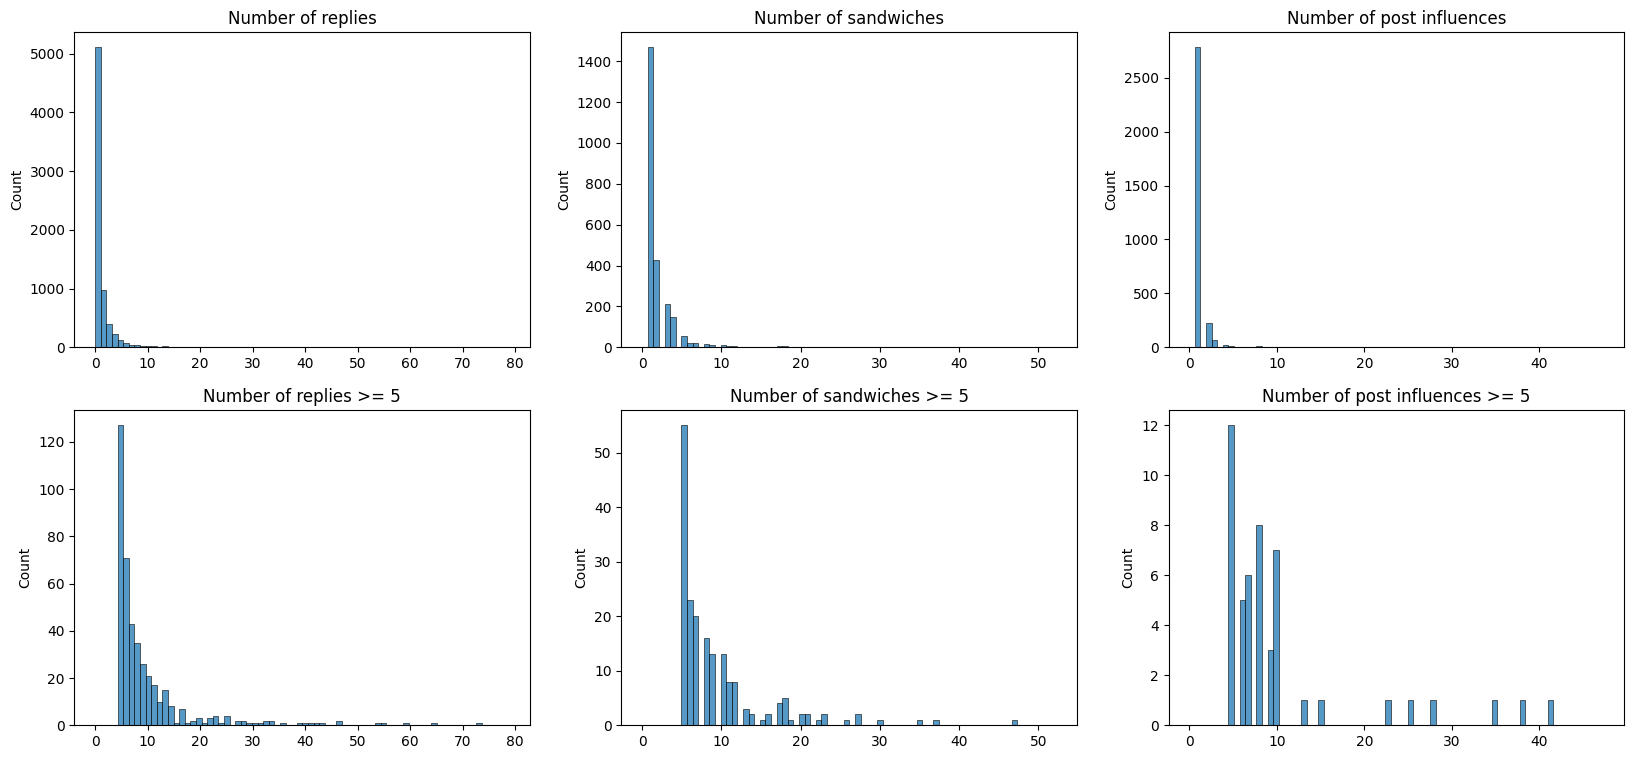 Number of replies
Number of sandwiches
Number of post influences
Count
5000
4000
3000
2000
1000
0
0 10 20 30 40 50 60 70 80
Count
1400
1200
1000
800
600
400
200
0
0 10 20 30 40 50
Count
2500
2000
1500
1000
500
0
0 10 20 30 40
Number of replies >= 5
Number of sandwiches >= 5
Number of post influences >= 5
Count
120
100
80
60
40
20
0
0 10 20 30 40 50 60 70 80
Count
50
40
30
20
10
0
0 10 20 30 40 50
Count
12
10
8
6
4
2
0
0 10 20 30 40